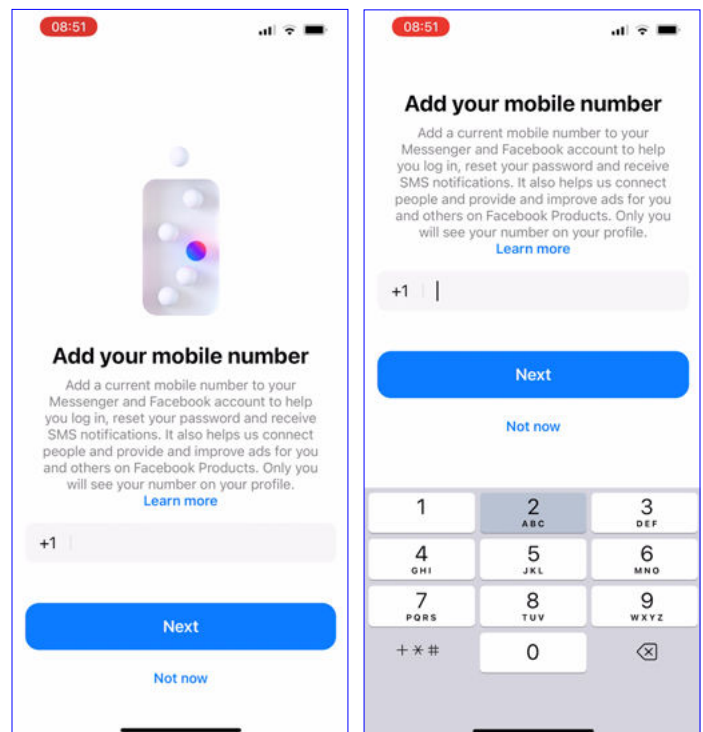 08:51
Add your mobile number
Add a current mobile number to your
Messenger and Facebook account to help
you log in, reset your password and receive
SMS notifications. It also helps us connect
people and provide and improve ads for you
and others on Facebook Products. Only you
will see your number on your profile.
Learn more
+1
Next
Not now
08:51
Add your mobile number
Add a current mobile number to your
Messenger and Facebook account to help
you log in, reset your password and receive
SMS notifications. It also helps us connect
people and provide and improve ads for you
and others on Facebook Products. Only you
will see your number on your profile.
Learn more
+1
Next
Not now
1 2 3
ABC DEF
4 5 6
GHI JKL MNO
7 8 9
PQRS TUV WXYZ
+*# 0